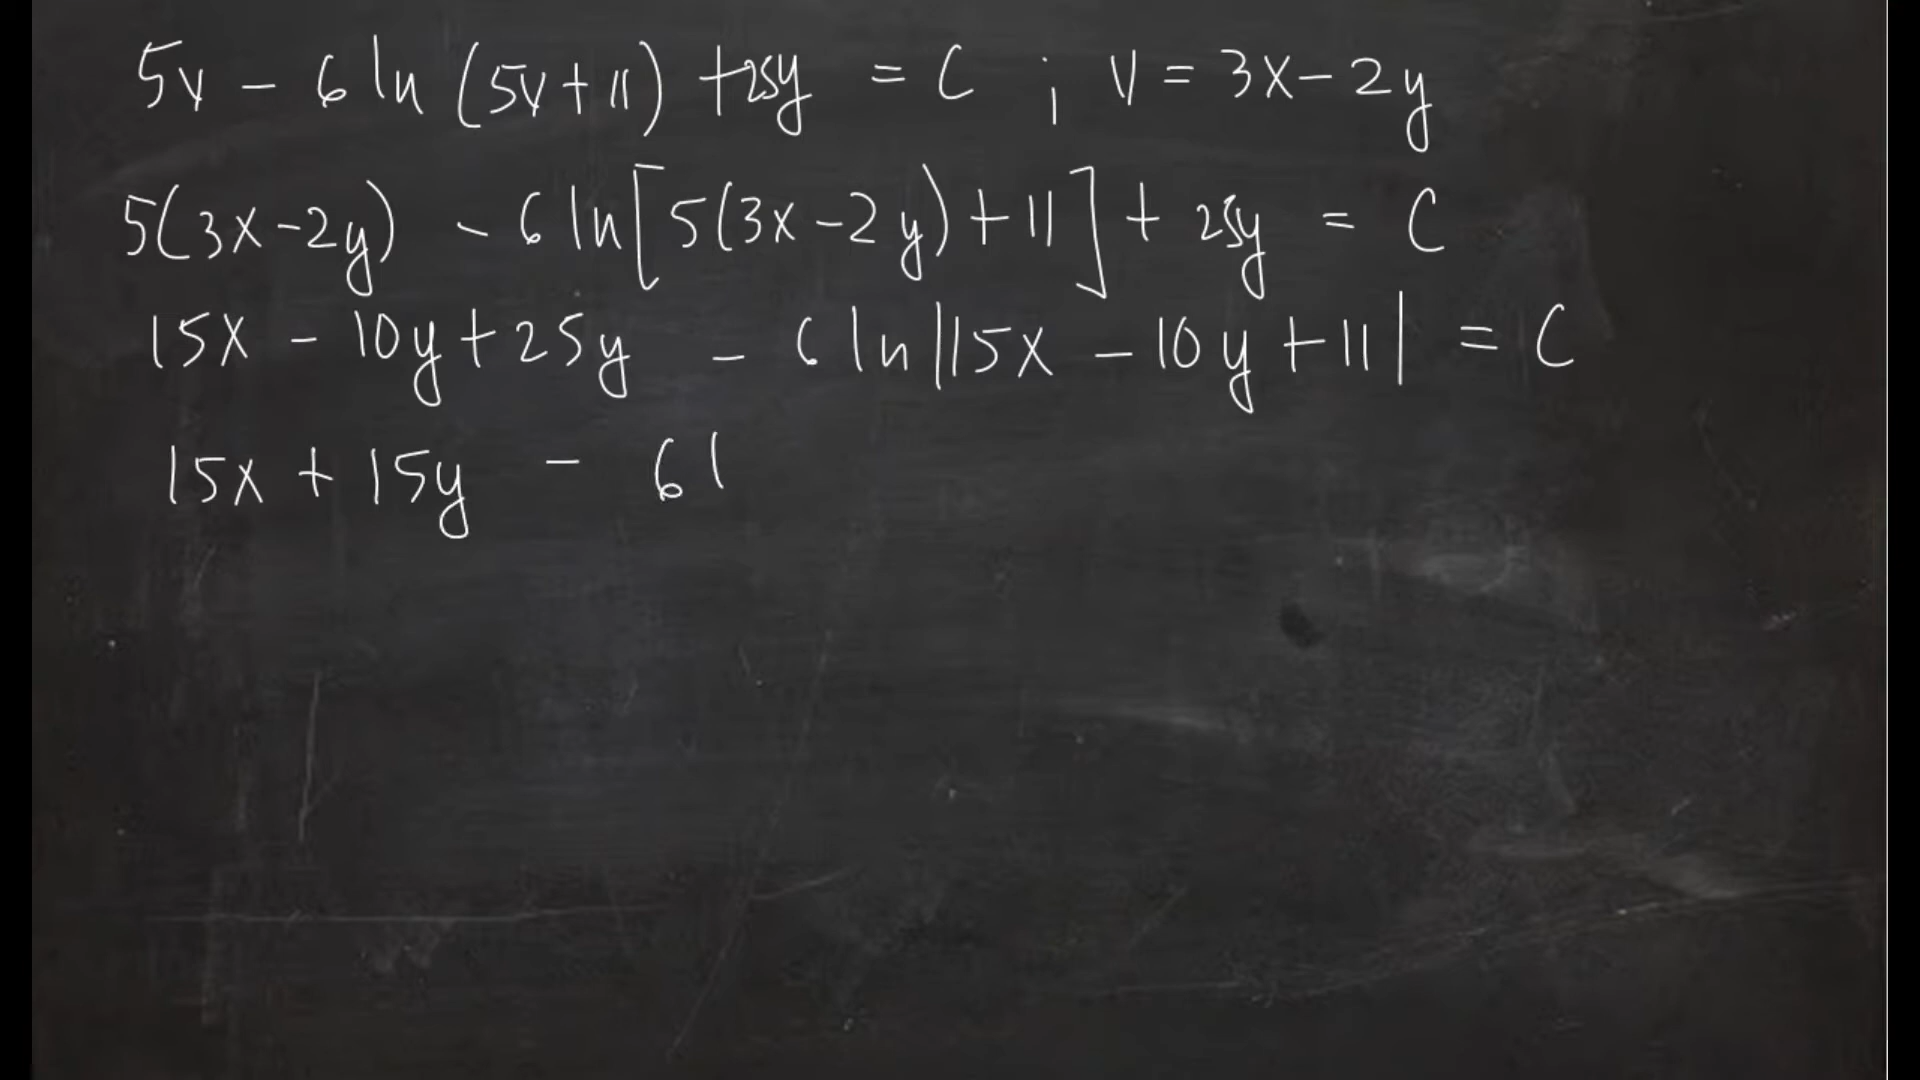 5v - 6 ln (5v + 11) + 25y = C ; v = 3x - 2y
5(3x - 2y) - 6 ln [5(3x - 2y) + 11] + 25y = C
15x - 10y + 25y - 6 ln |15x - 10y + 11| = C
15x + 15y - 6 l